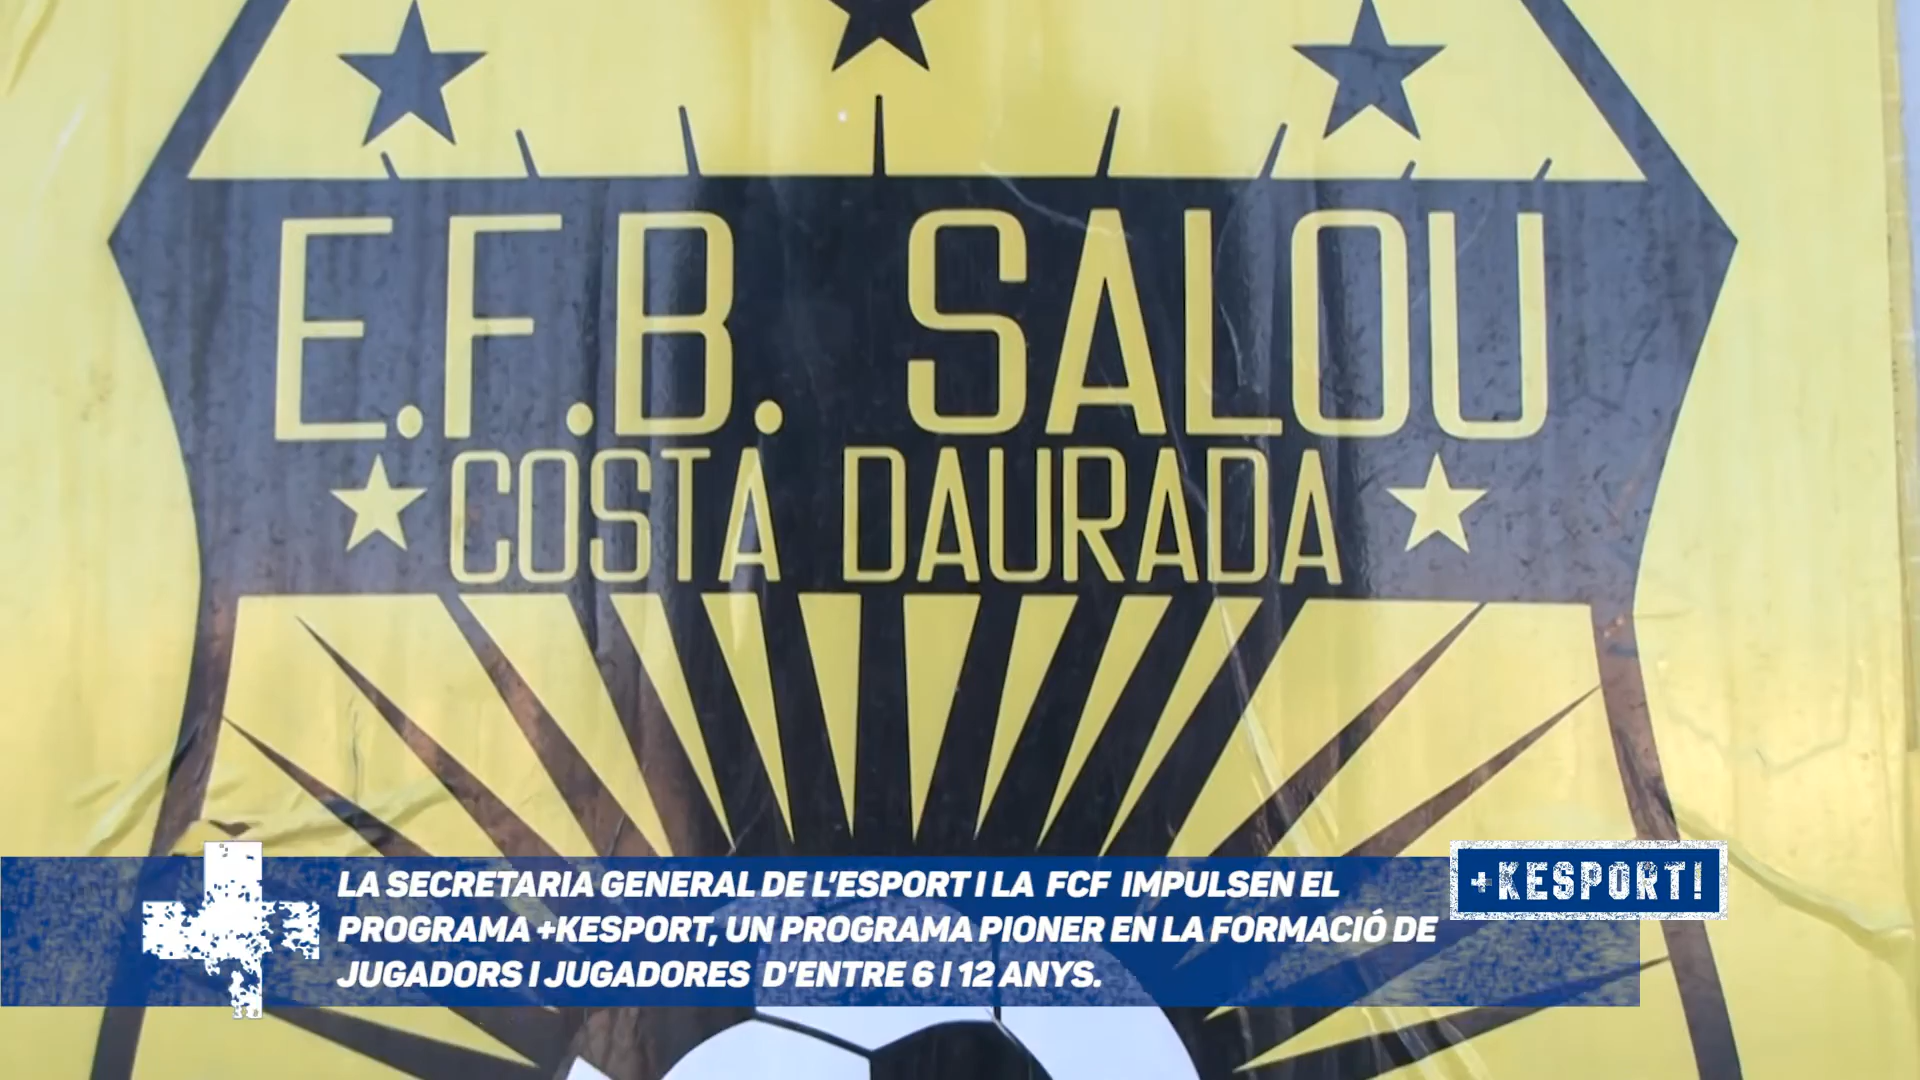 E.F.B. SALOU
COSTA DAURADA
LA SECRETARIA GENERAL DE L'ESPORT I LA FCF IMPULSEN EL
PROGRAMA +KESPORT, UN PROGRAMA PIONER EN LA FORMACIÓ DE
JUGADORS I JUGADORES D'ENTRE 6 I 12 ANYS.
+KESPORT!